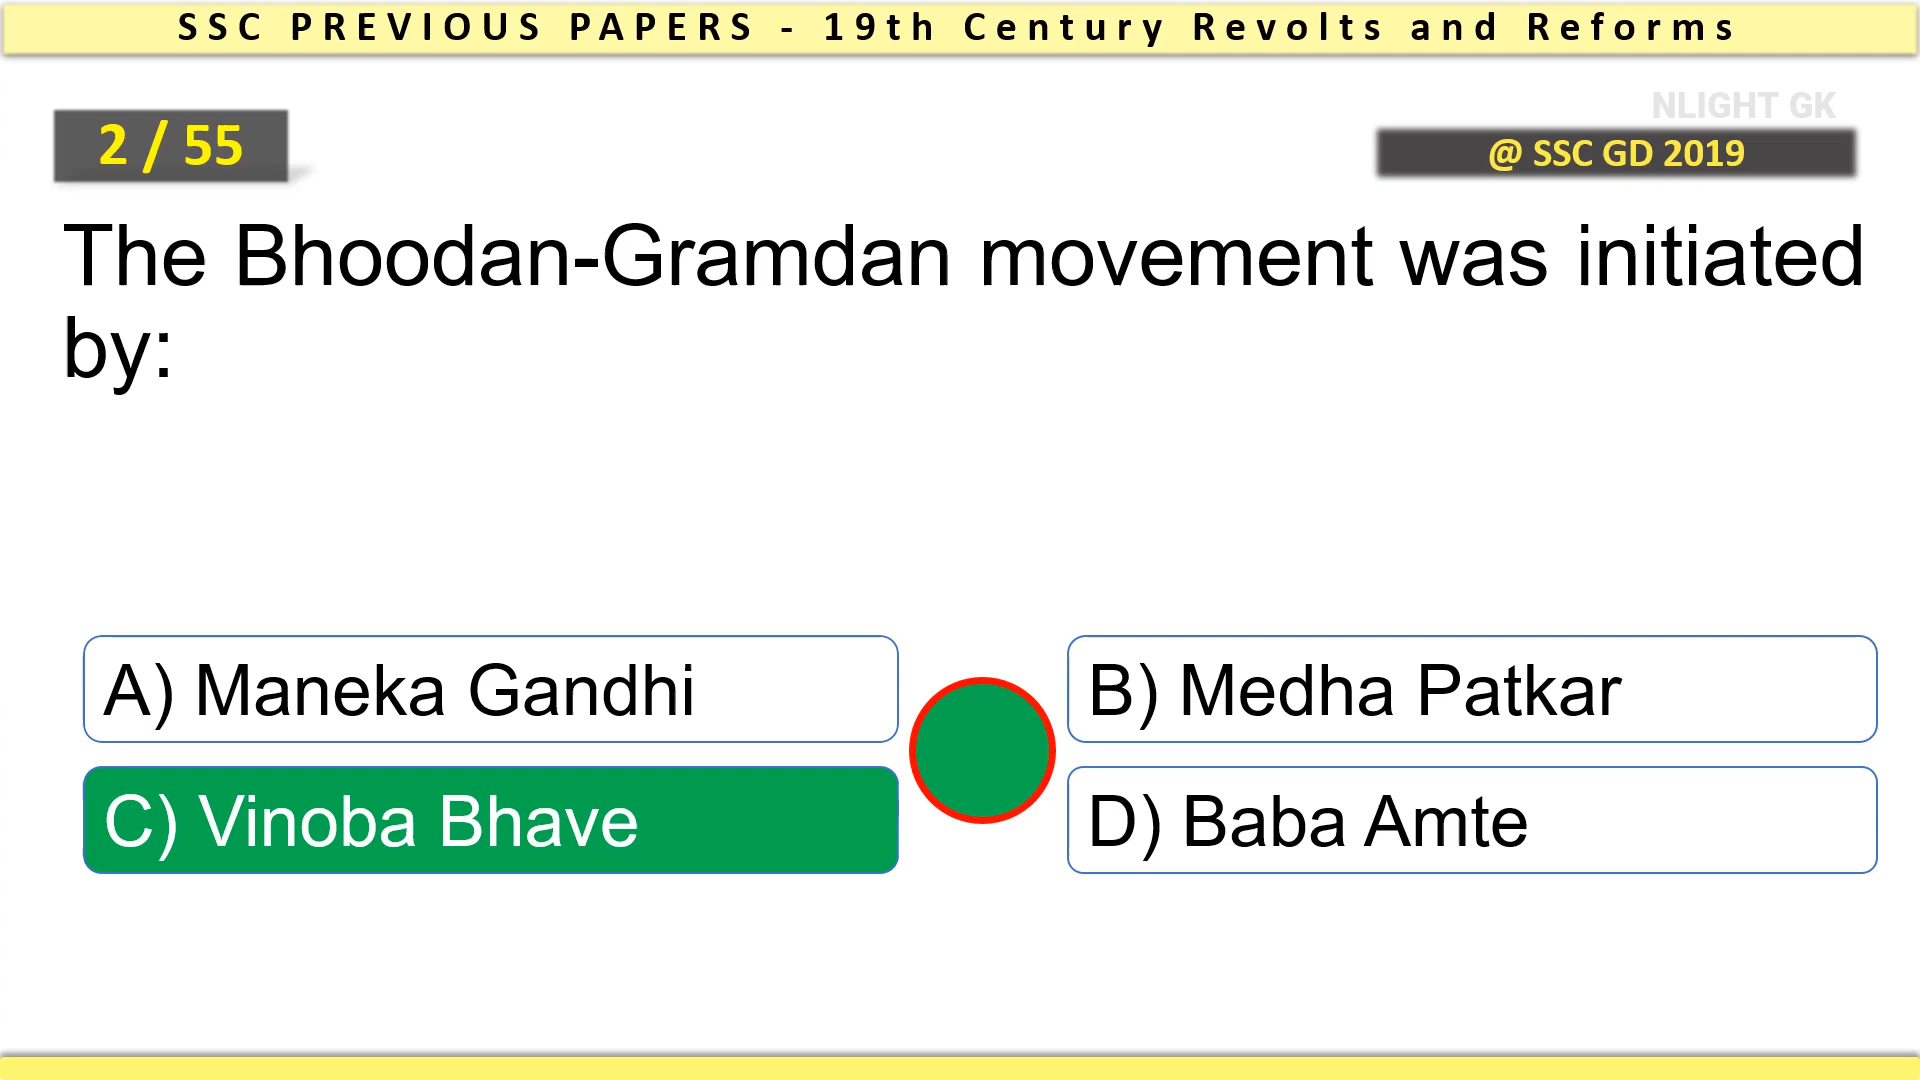 SSC PREVIOUS PAPERS - 19th Century Revolts and Reforms
NLIGHT GK
2 / 55
@ SSC GD 2019
The Bhoodan-Gramdan movement was initiated
by:
A) Maneka Gandhi
B) Medha Patkar
C) Vinoba Bhave
D) Baba Amte